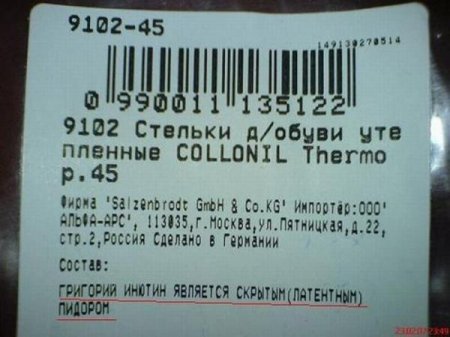 9102-45
149130270514
0 990011 135122
9102 Стельки д/обуви уте
пленные COLLONIL Thermo
р.45
Фирма 'Salzenbrodt GmbH & Co.KG' Импортёр:ООО'
АЛЬФА-АРС', 113035,г.Москва,ул.Пятницкая,д.22,
стр.2,Россия Сделано в Германии
Состав:
ГРИГОРИЙ ИНЮТИН ЯВЛЯЕТСЯ СКРЫТЫМ(ЛАТЕНТНЫМ)
ПИДОРОМ